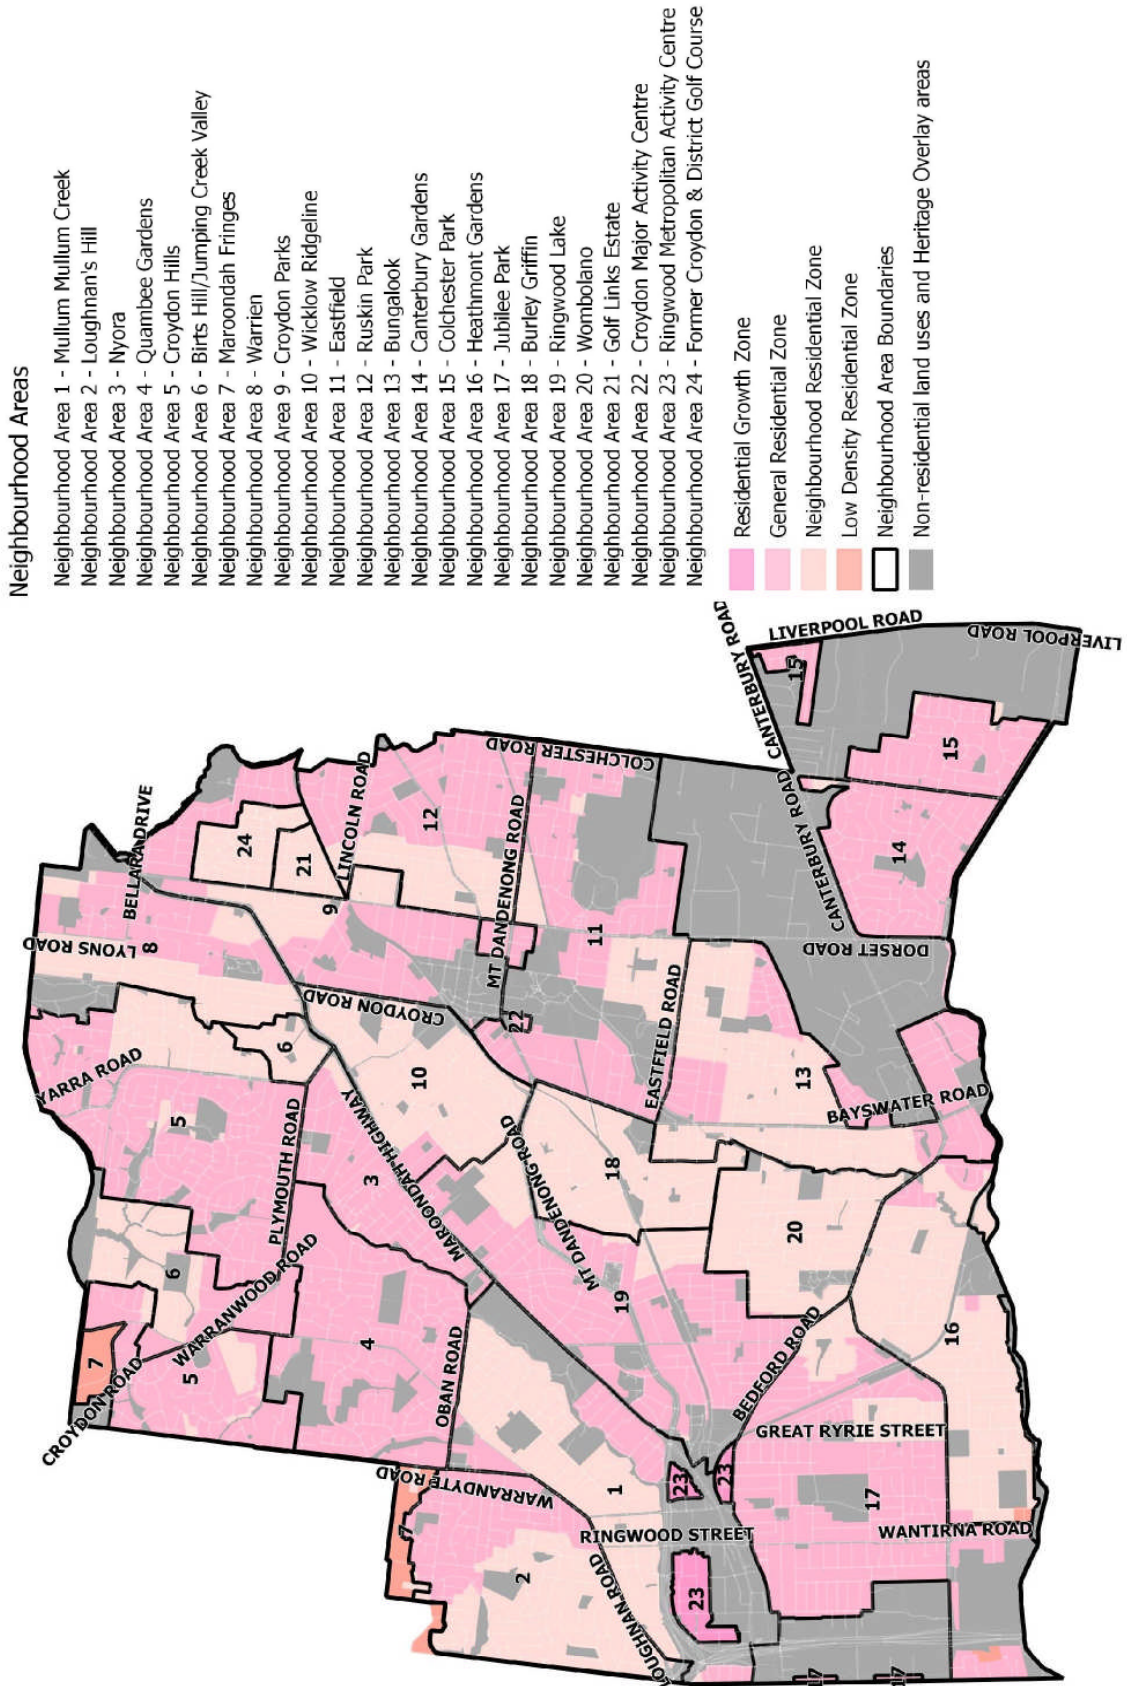 Neighbourhood Areas
Neighbourhood Area 1 - Mullum Mullum Creek
Neighbourhood Area 2 - Loughnan's Hill
Neighbourhood Area 3 - Nyora
Neighbourhood Area 4 - Quambee Gardens
Neighbourhood Area 5 - Croydon Hills
Neighbourhood Area 6 - Birts Hill/Jumping Creek Valley
Neighbourhood Area 7 - Maroondah Fringes
Neighbourhood Area 8 - Warrien
Neighbourhood Area 9 - Croydon Parks
Neighbourhood Area 10 - Wicklow Ridgeline
Neighbourhood Area 11 - Eastfield
Neighbourhood Area 12 - Ruskin Park
Neighbourhood Area 13 - Bungalook
Neighbourhood Area 14 - Canterbury Gardens
Neighbourhood Area 15 - Colchester Park
Neighbourhood Area 16 - Heathmont Gardens
Neighbourhood Area 17 - Jubilee Park
Neighbourhood Area 18 - Burley Griffin
Neighbourhood Area 19 - Ringwood Lake
Neighbourhood Area 20 - Wombolano
Neighbourhood Area 21 - Golf Links Estate
Neighbourhood Area 22 - Croydon Major Activity Centre
Neighbourhood Area 23 - Ringwood Metropolitan Activity Centre
Neighbourhood Area 24 - Former Croydon & District Golf Course
Residential Growth Zone
General Residential Zone
Neighbourhood Residential Zone
Low Density Residential Zone
Neighbourhood Area Boundaries
Non-residential land uses and Heritage Overlay areas
CROYDON ROAD
7
WARRANWOOD ROAD
5
6
PLYMOUTH ROAD
5
YARRA ROAD
6
LYONS ROAD
8
BELLARA DRIVE
24
21
9
LINCOLN ROAD
12
COLCHESTER ROAD
MT DANDENONG ROAD
CROYDON ROAD
22
10
MAROONDAH HIGHWAY
3
4
OBAN ROAD
WARRANDYTE ROAD
7
2
1
LOUGHNAN ROAD
RINGWOOD STREET
23
23
23
19
MT DANDENONG ROAD
18
11
EASTFIELD ROAD
13
20
BEDFORD ROAD
GREAT RYRIE STREET
17
WANTIRNA ROAD
16
17
17
BAYSWATER ROAD
DORSET ROAD
CANTERBURY ROAD
14
15
15
CANTERBURY ROAD
LIVERPOOL ROAD
LIVERPOOL ROAD